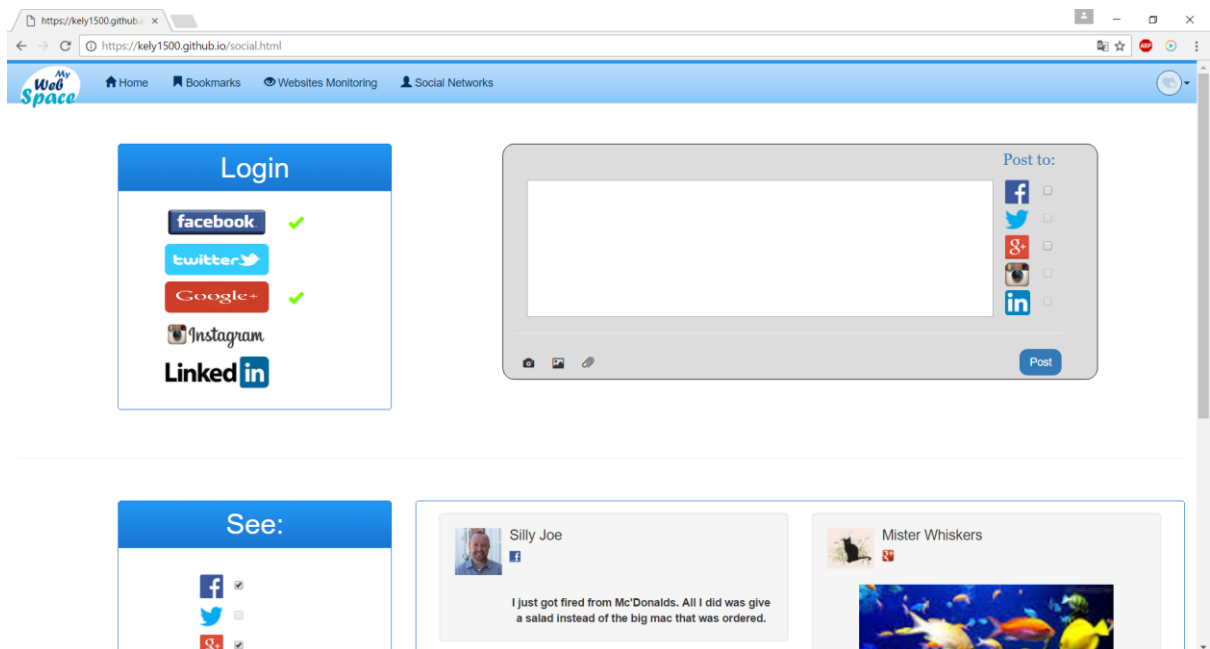 https://kely1500.github.i
https://kely1500.github.io/social.html
ABP
My
Web
Space
Home
Bookmarks
Websites Monitoring
Social Networks
Login
facebook
twitter
Google+
Instagram
Linked in
Post to:
f
g+
in
Post
See:
f
g+
Silly Joe
f
I just got fired from Mc'Donalds. All I did was give
a salad instead of the big mac that was ordered.
Mister Whiskers
g+